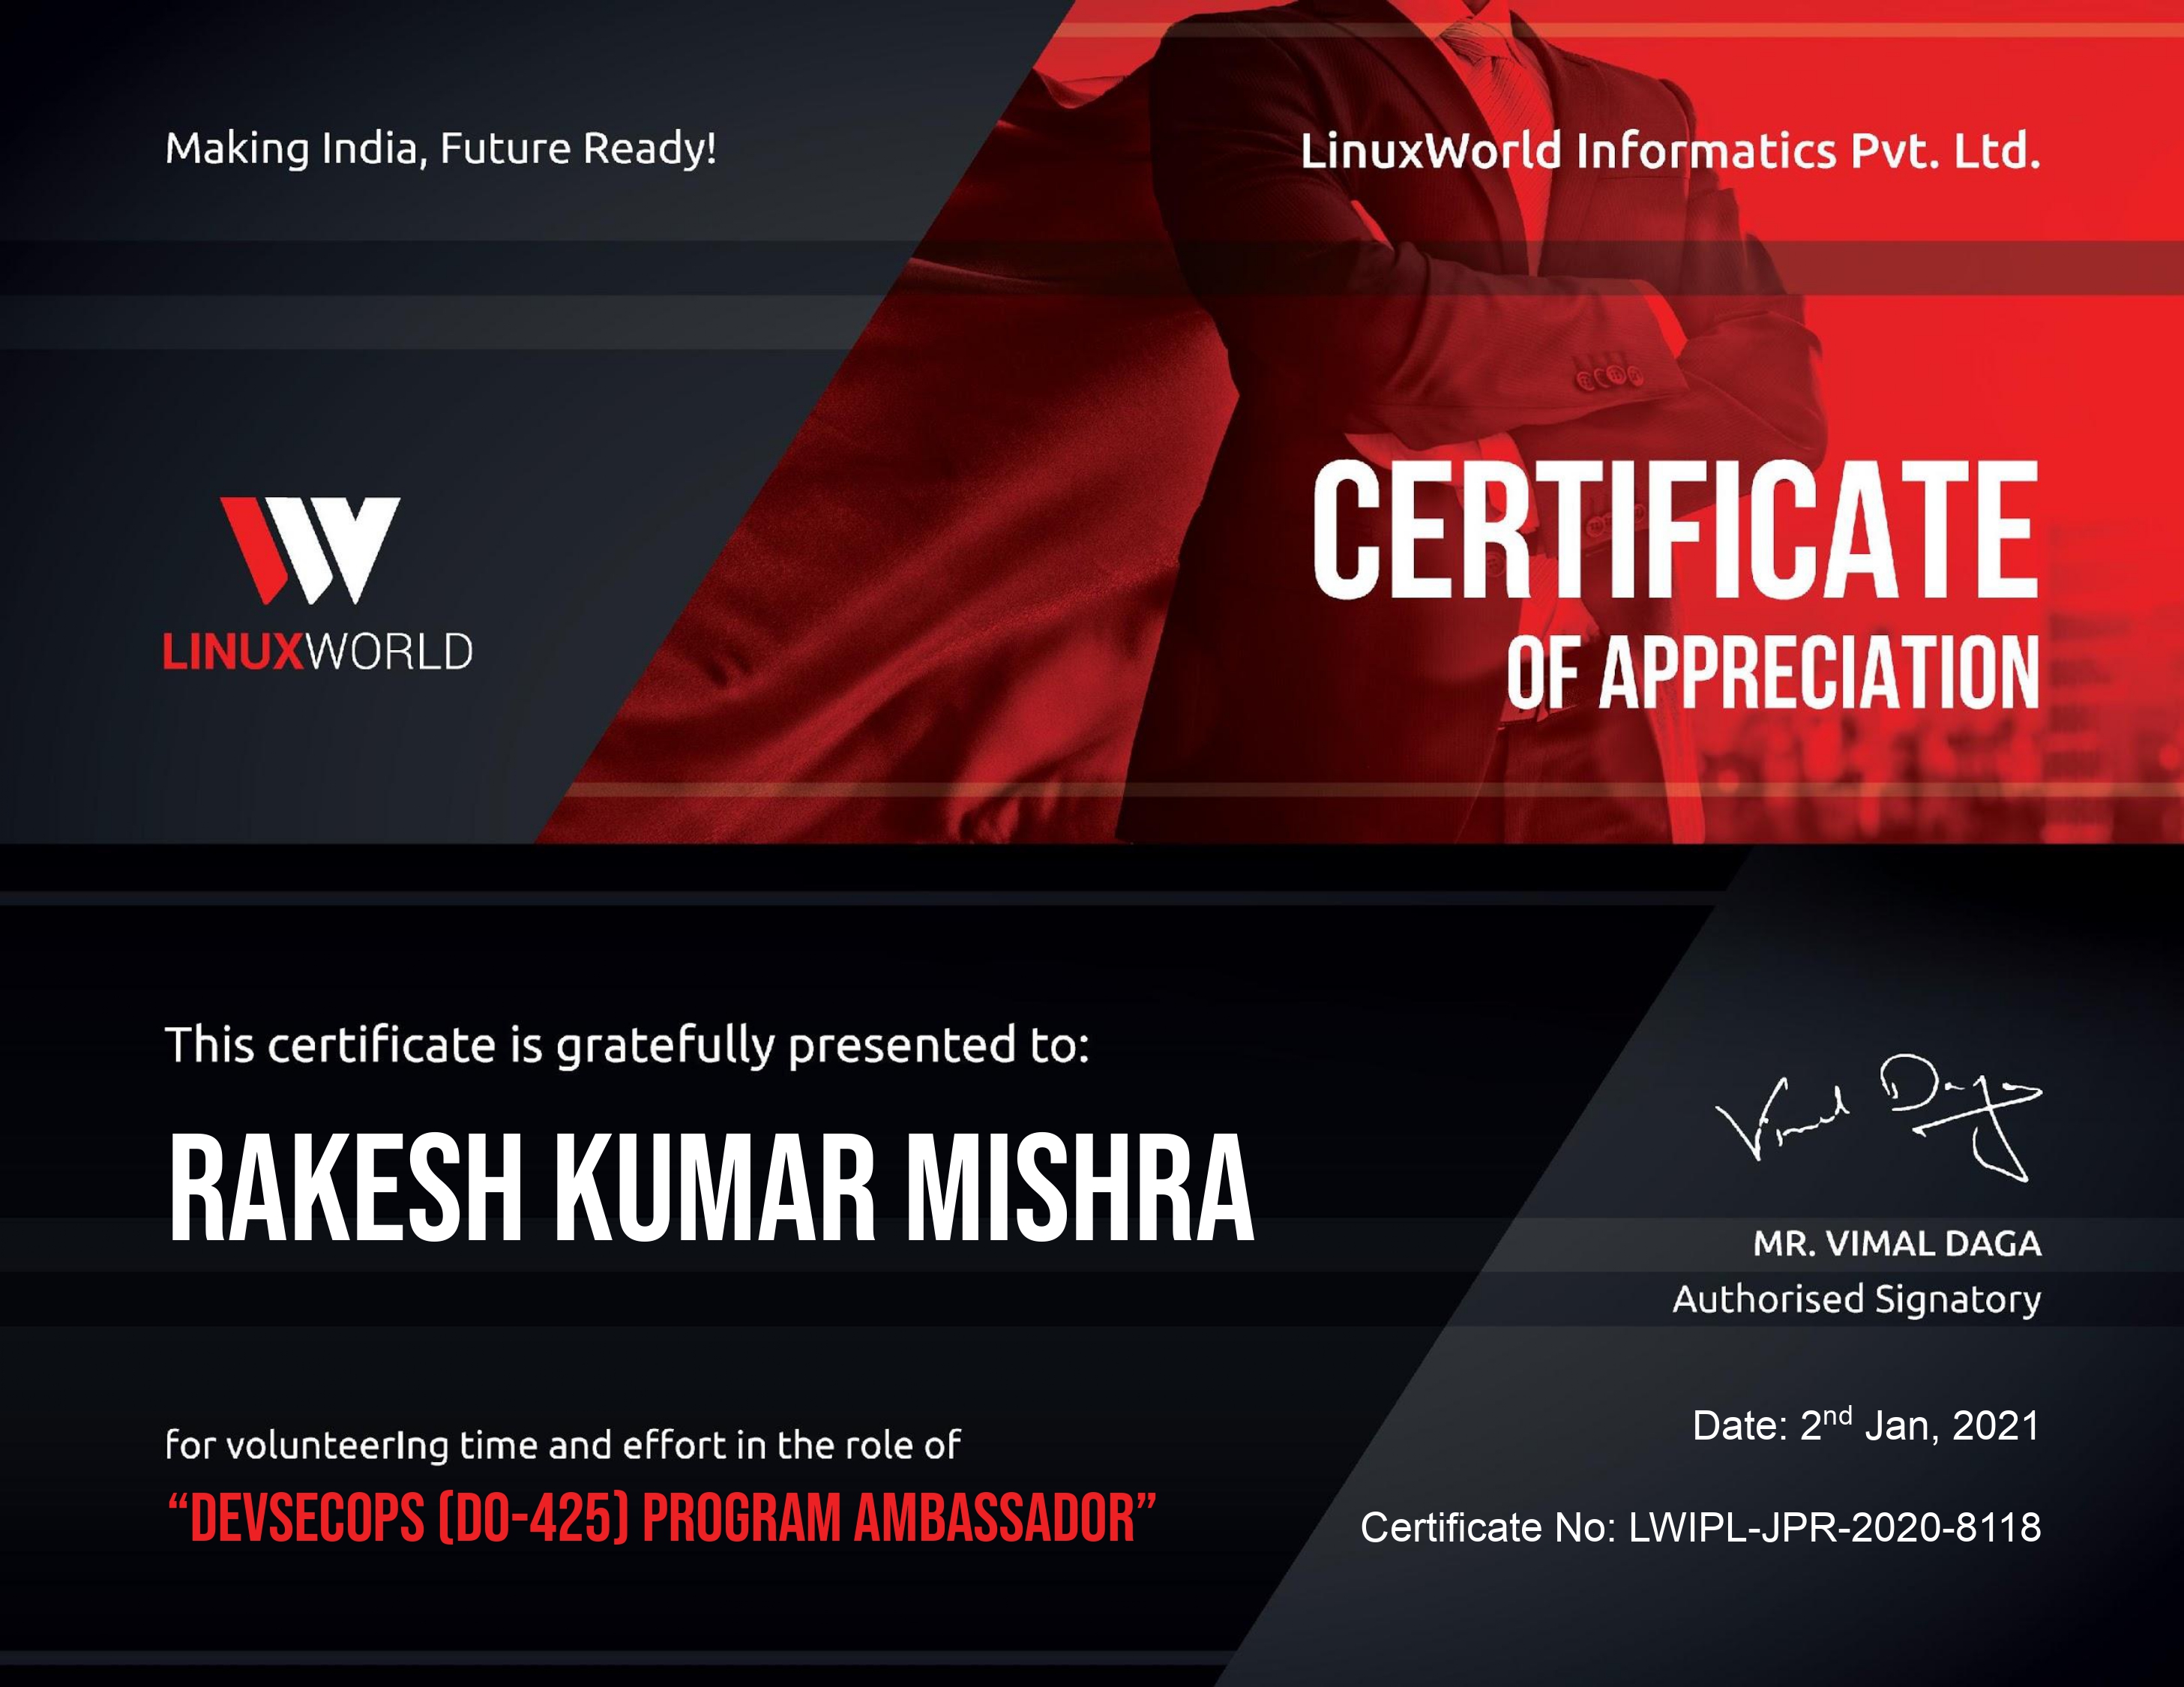 Making India, Future Ready!
LinuxWorld Informatics Pvt. Ltd.
LINUXWORLD
CERTIFICATE
OF APPRECIATION
This certificate is gratefully presented to:
RAKESH KUMAR MISHRA
Vimal Daga
MR. VIMAL DAGA
Authorised Signatory
for volunteerIng time and effort in the role of
“DEVSECOPS (DO-425) PROGRAM AMBASSADOR”
Date: 2nd Jan, 2021
Certificate No: LWIPL-JPR-2020-8118